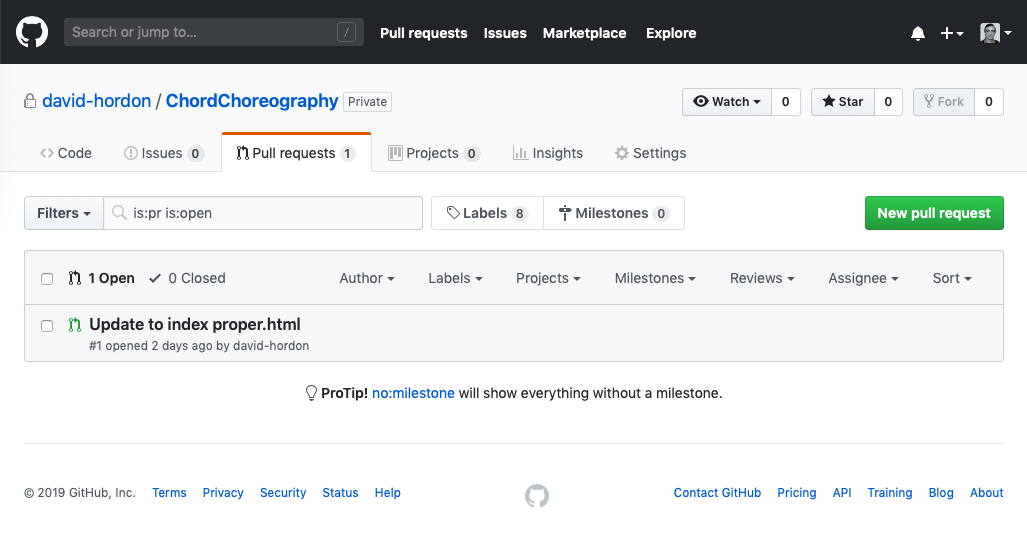 Search or jump to... / Pull requests Issues Marketplace Explore
david-hordon / ChordChoreography Private Watch 0 Star 0 Fork 0
Code Issues 0 Pull requests 1 Projects 0 Insights Settings
Filters is:pr is:open Labels 8 Milestones 0 New pull request
1 Open 0 Closed Author Labels Projects Milestones Reviews Assignee Sort
Update to index proper.html
#1 opened 2 days ago by david-hordon
ProTip! no:milestone will show everything without a milestone.
© 2019 GitHub, Inc. Terms Privacy Security Status Help Contact GitHub Pricing API Training Blog About